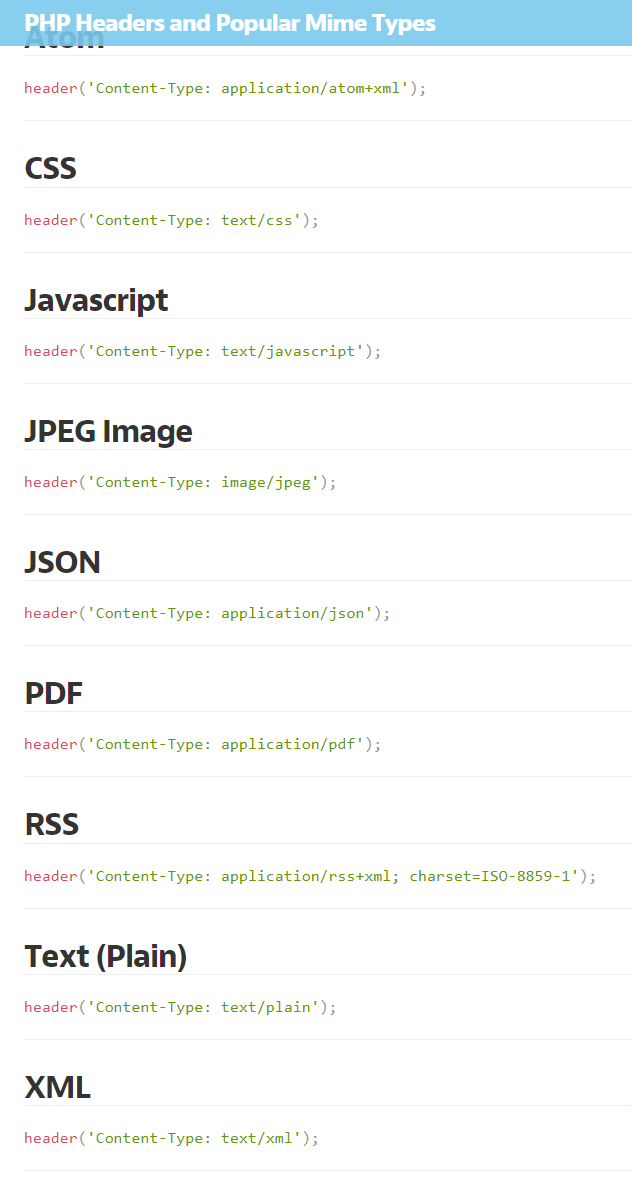 PHP Headers and Popular Mime Types
Atom
header('Content-Type: application/atom+xml');
CSS
header('Content-Type: text/css');
Javascript
header('Content-Type: text/javascript');
JPEG Image
header('Content-Type: image/jpeg');
JSON
header('Content-Type: application/json');
PDF
header('Content-Type: application/pdf');
RSS
header('Content-Type: application/rss+xml; charset=ISO-8859-1');
Text (Plain)
header('Content-Type: text/plain');
XML
header('Content-Type: text/xml');